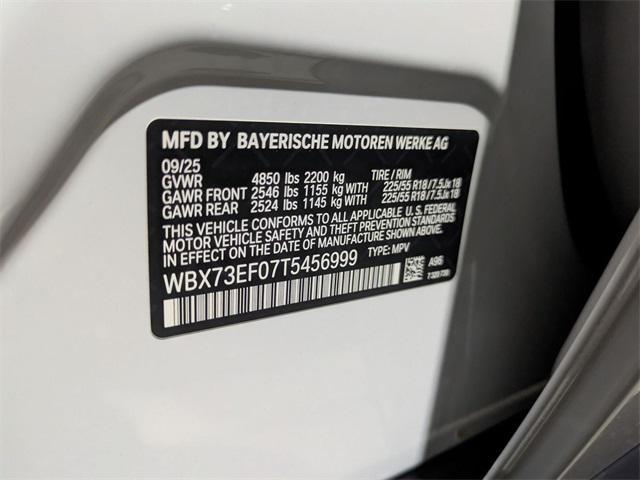 MFD BY BAYERISCHE MOTOREN WERKE AG
09/25
GVWR 4850 lbs 2200 kg TIRE / RIM
GAWR FRONT 2546 lbs 1155 kg WITH 225/55 R18 / 7.5Jx18
GAWR REAR 2524 lbs 1145 kg WITH 225/55 R18 / 7.5Jx18
THIS VEHICLE CONFORMS TO ALL APPLICABLE U.S. FEDERAL
MOTOR VEHICLE SAFETY AND THEFT PREVENTION STANDARDS
IN EFFECT ON THE DATE OF MANUFACTURE SHOWN ABOVE.
WBX73EF07T5456999 TYPE: MPV
A96